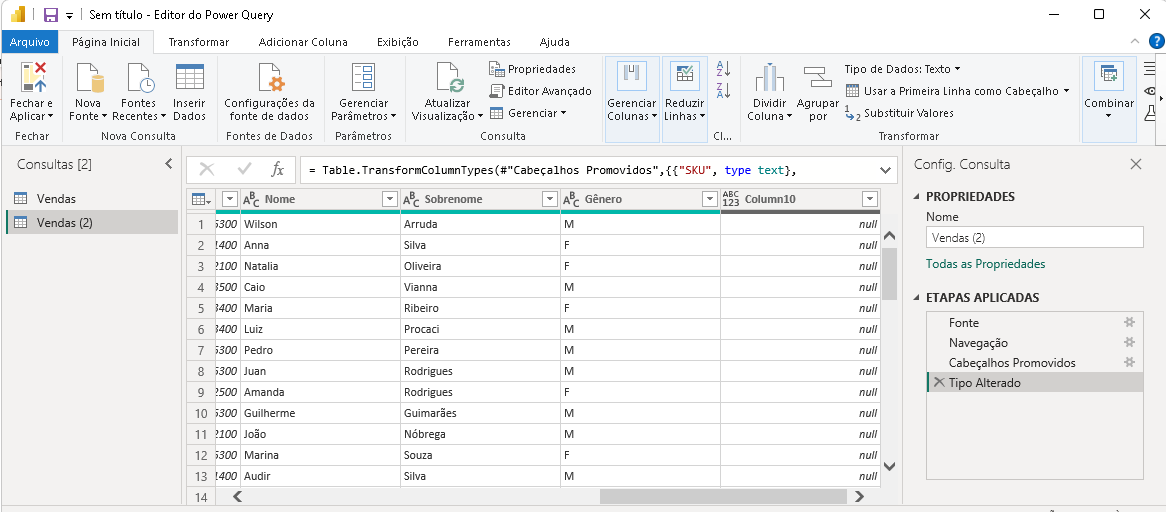 Sem título - Editor do Power Query
Arquivo Página Inicial Transformar Adicionar Coluna Exibição Ferramentas Ajuda
Fechar e Aplicar
Fechar
Nova Fonte
Fontes Recentes
Inserir Dados
Nova Consulta
Configurações da fonte de dados
Fontes de Dados
Gerenciar Parâmetros
Parâmetros
Atualizar Visualização
Propriedades
Editor Avançado
Gerenciar
Consulta
Gerenciar Colunas
Reduzir Linhas
A Z
Z A
Cl...
Dividir Coluna
Agrupar por
Tipo de Dados: Texto
Usar a Primeira Linha como Cabeçalho
1 2 Substituir Valores
Transformar
Combinar
Consultas [2]
Vendas
Vendas (2)
fx = Table.TransformColumnTypes(#"Cabeçalhos Promovidos",{{"SKU", type text},
ABC Nome ABC Sobrenome ABC Gênero ABC 123 Column10
1 5300 Wilson Arruda M null
2 1400 Anna Silva F null
3 2100 Natalia Oliveira F null
4 3500 Caio Vianna M null
5 3400 Maria Ribeiro F null
6 3400 Luiz Procaci M null
7 5300 Pedro Pereira M null
8 5300 Juan Rodrigues M null
9 2500 Amanda Rodrigues F null
10 5300 Guilherme Guimarães M null
11 2100 João Nóbrega M null
12 5300 Marina Souza F null
13 1400 Audir Silva M null
14
Config. Consulta
PROPRIEDADES
Nome
Vendas (2)
Todas as Propriedades
ETAPAS APLICADAS
Fonte
Navegação
Cabeçalhos Promovidos
Tipo Alterado